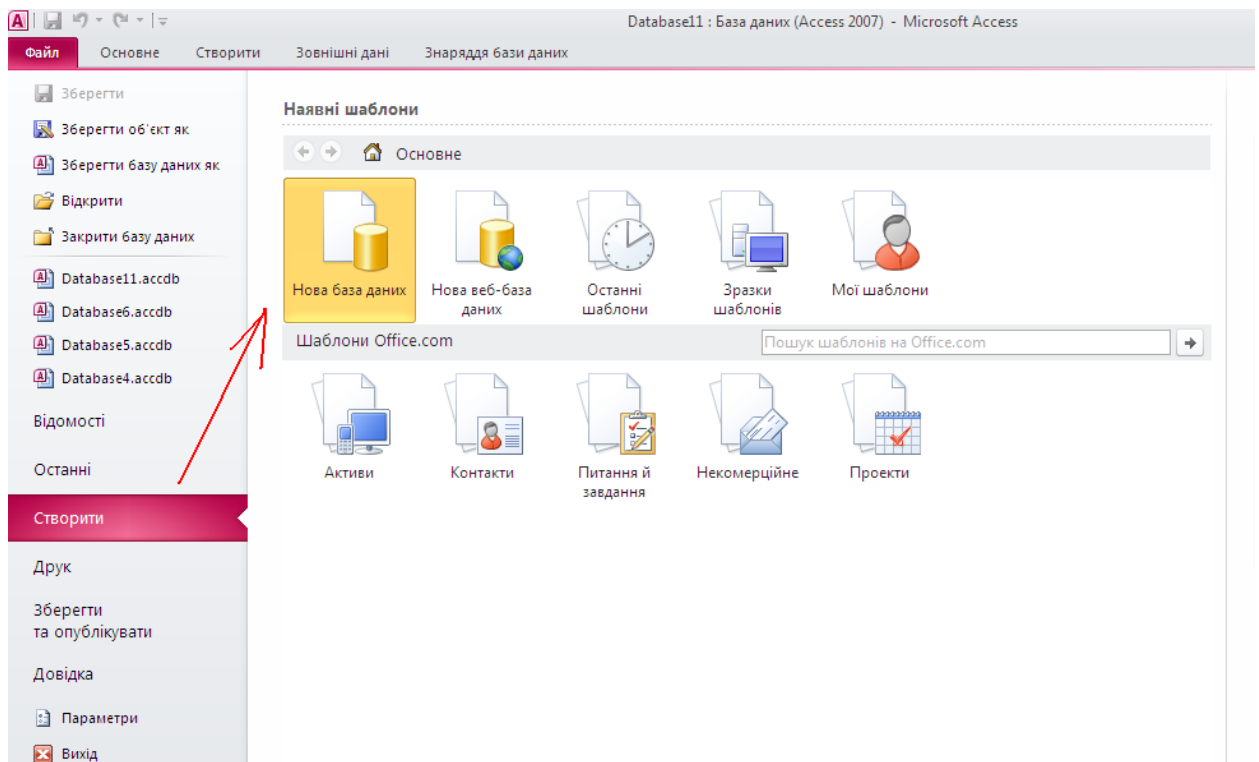 Database11 : База даних (Access 2007) - Microsoft Access
Файл Основне Створити Зовнішні дані Знаряддя бази даних
Зберегти
Зберегти об'єкт як
Зберегти базу даних як
Відкрити
Закрити базу даних
Database11.accdb
Database6.accdb
Database5.accdb
Database4.accdb
Відомості
Останні
Створити
Друк
Зберегти
та опублікувати
Довідка
Параметри
Вихід
Наявні шаблони
Основне
Нова база даних
Нова веб-база
даних
Останні
шаблони
Зразки
шаблонів
Мої шаблони
Шаблони Office.com
Пошук шаблонів на Office.com
Активи
Контакти
Питання й
завдання
Некомерційне
Проекти